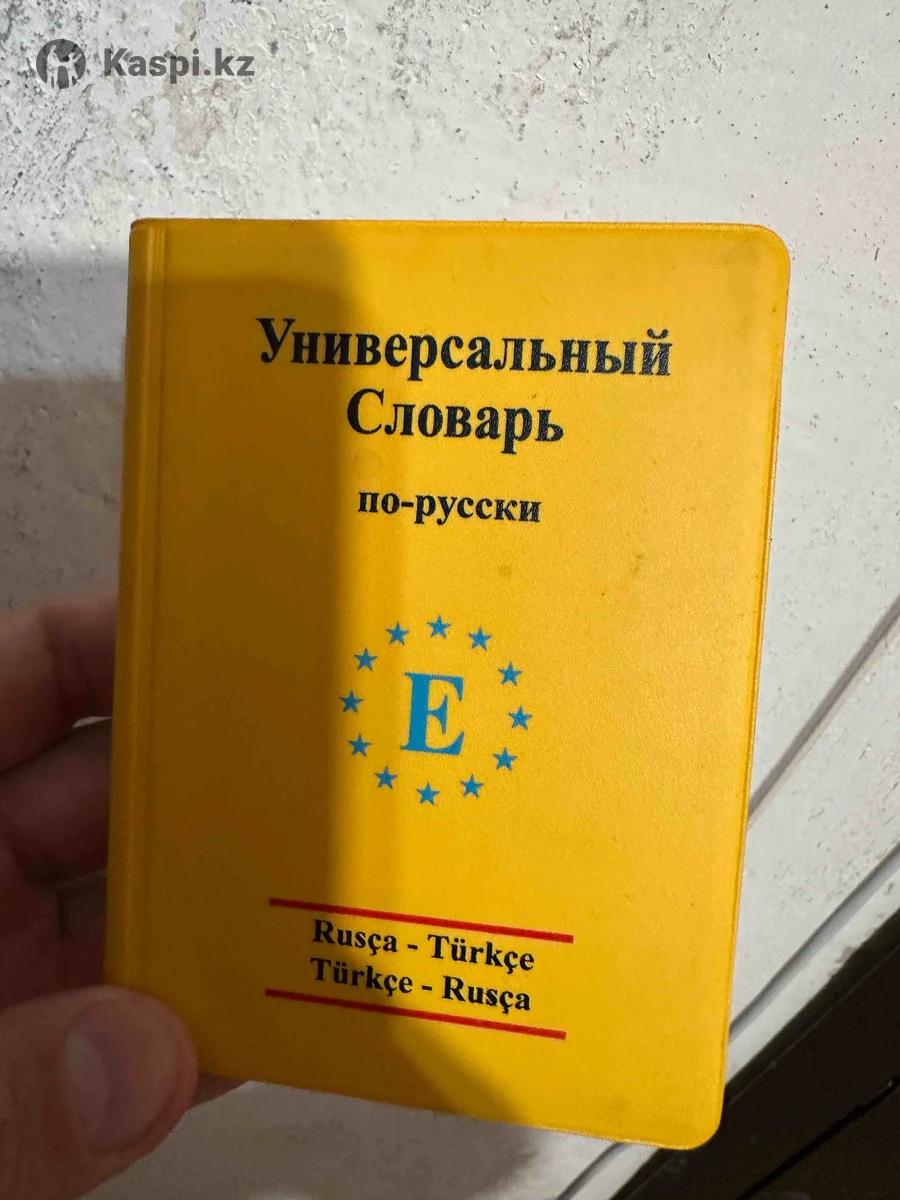 Kaspi.kz
Универсальный
Словарь
по-русски
E
Rusça - Türkçe
Türkçe - Rusça